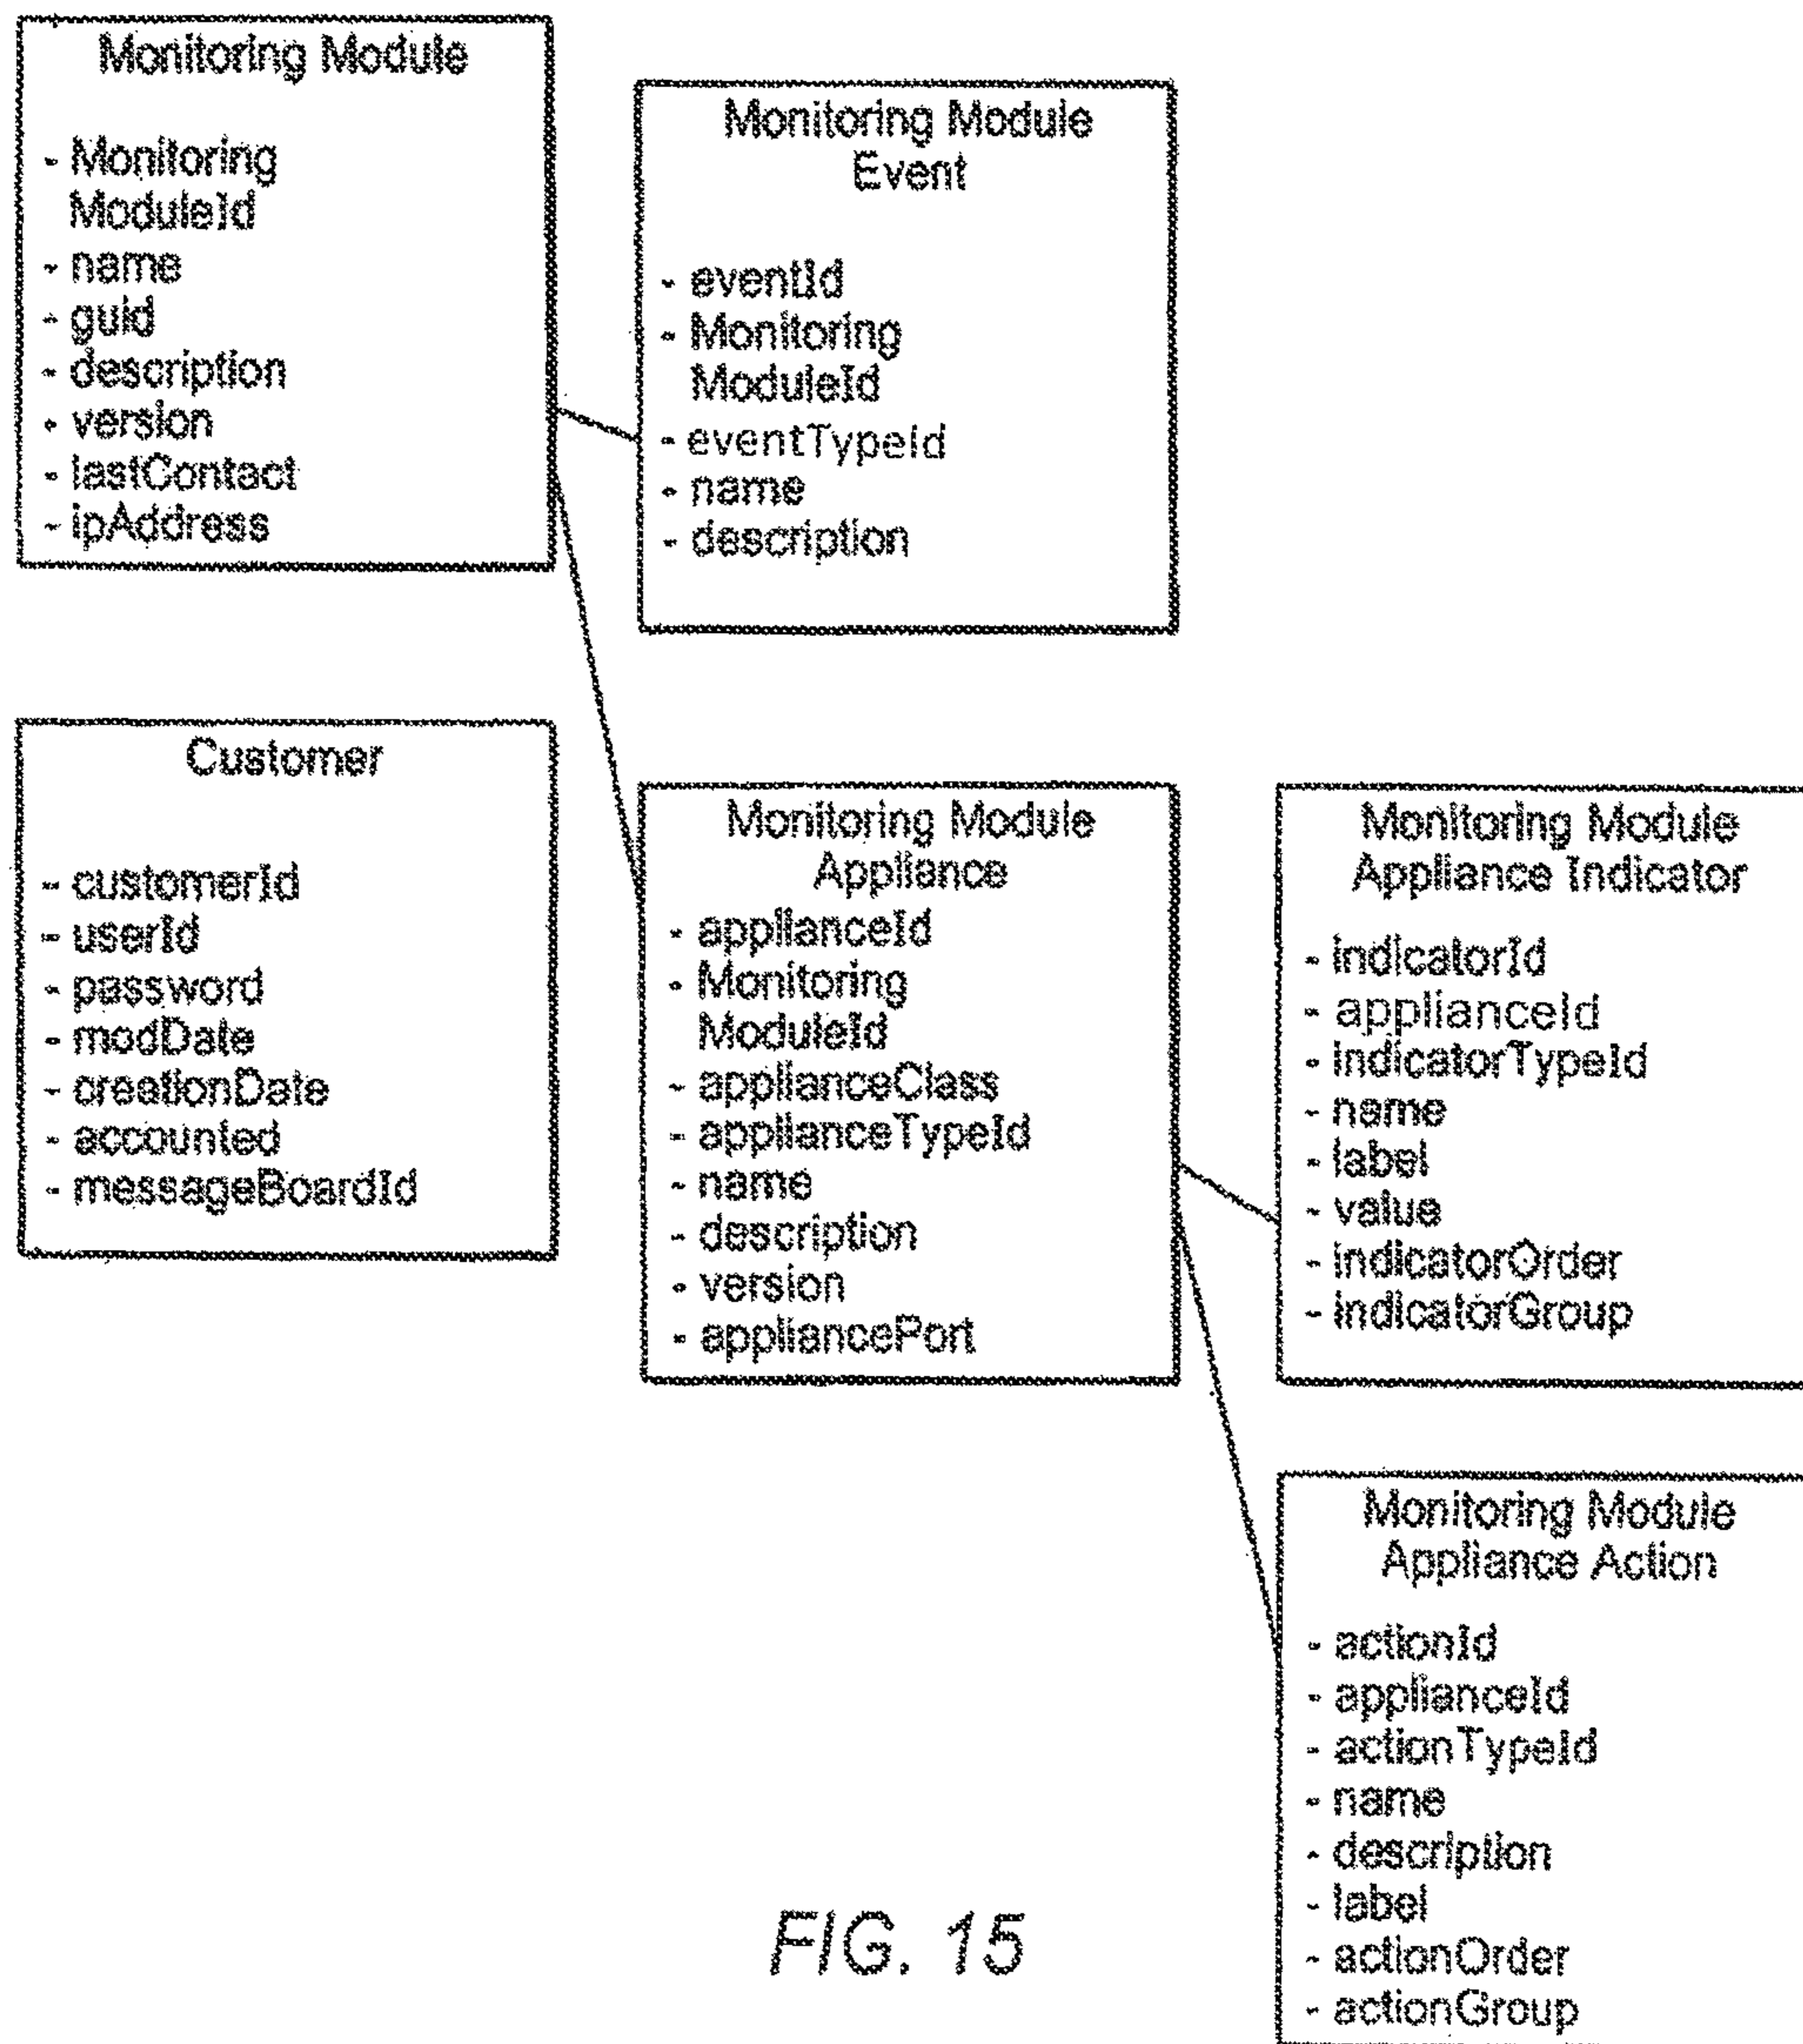 Monitoring Module
- Monitoring
ModuleId
- name
- guid
- description
- version
- lastContact
- ipAddress
Monitoring Module
Event
- eventId
- Monitoring
ModuleId
- eventTypeId
- name
- description
Customer
- customerId
- userId
- password
- modDate
- creationDate
- accounted
- messageBoardId
Monitoring Module
Appliance
- applianceId
- Monitoring
ModuleId
- applianceClass
- applianceTypeId
- name
- description
- version
- appliancePort
Monitoring Module
Appliance Indicator
- indicatorId
- applianceId
- indicatorTypeId
- name
- label
- value
- indicatorOrder
- indicatorGroup
Monitoring Module
Appliance Action
- actionId
- applianceId
- actionTypeId
- name
- description
- label
- actionOrder
- actionGroup
FIG. 15